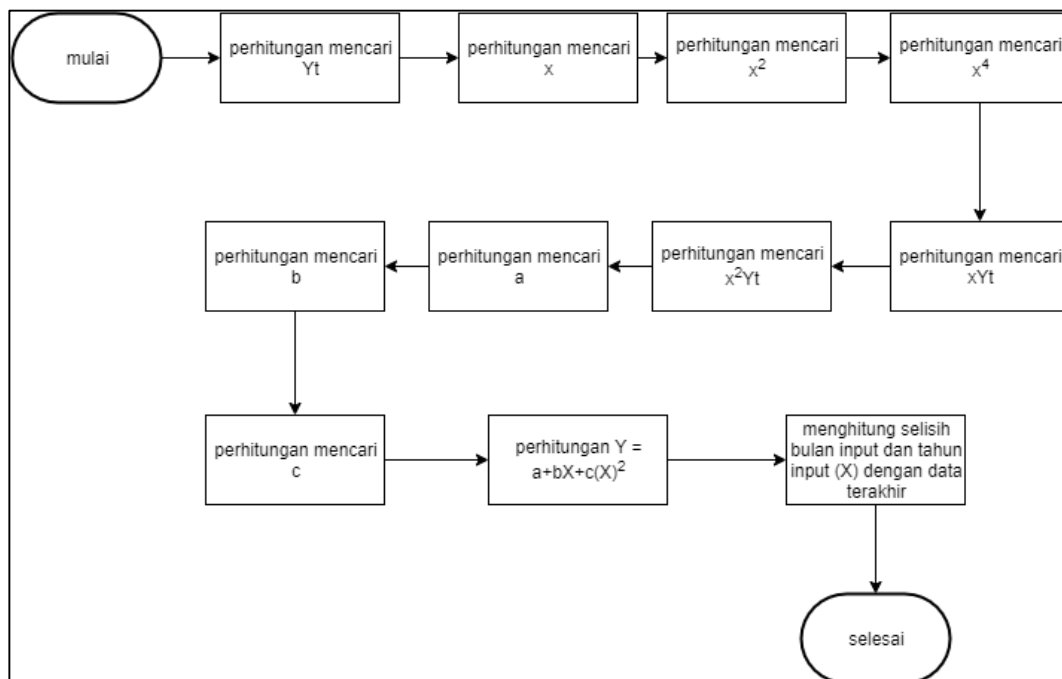 mulai
perhitungan mencari
Yt
perhitungan mencari
x
perhitungan mencari
x²
perhitungan mencari
x⁴
perhitungan mencari
xYt
perhitungan mencari
x²Yt
perhitungan mencari
a
perhitungan mencari
b
perhitungan mencari
c
perhitungan Y =
a+bX+c(X)²
menghitung selisih
bulan input dan tahun
input (X) dengan data
terakhir
selesai